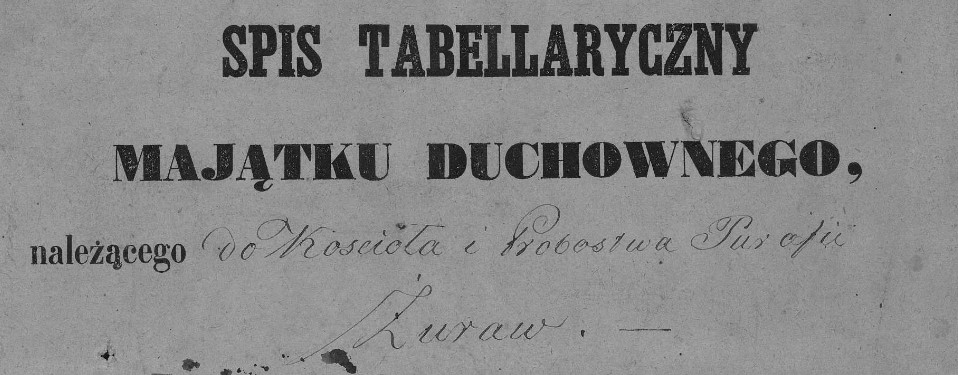 SPIS TABELLARYCZNY
MAJĄTKU DUCHOWNEGO,
należącego do Kościoła i Probostwa Parafii
Żuraw. —